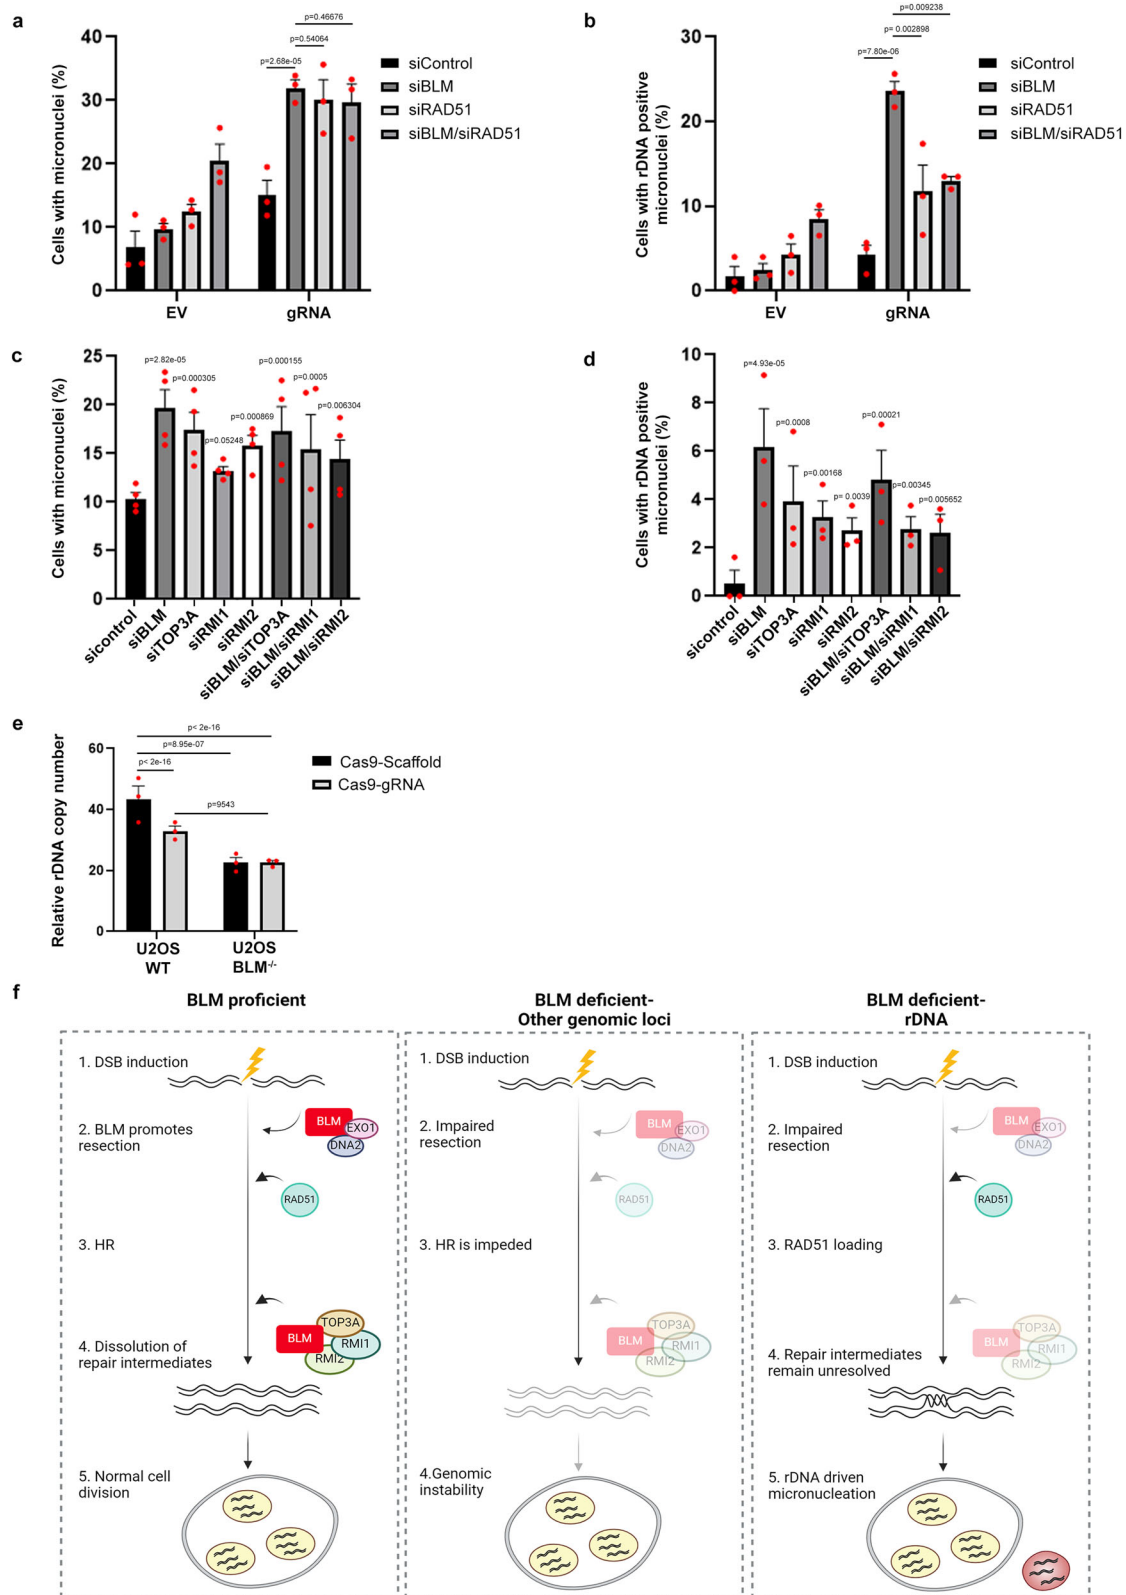 a
p=0.46676
p=0.54064
p=2.68e-05
Cells with micronuclei (%)
40
30
20
10
0
EV
gRNA
siControl
siBLM
siRAD51
siBLM/siRAD51
b
p=0.009238
p= 0.002898
p=7.80e-06
Cells with rDNA positive
micronuclei (%)
30
20
10
0
EV
gRNA
siControl
siBLM
siRAD51
siBLM/siRAD51
c
Cells with micronuclei (%)
25
20
15
10
5
0
p=2.82e-05
p=0.000305
p=0.05248
p=0.000869
p=0.000155
p=0.0005
p=0.006304
sicontrol
siBLM
siTOP3A
siRMI1
siRMI2
siBLM/siTOP3A
siBLM/siRMI1
siBLM/siRMI2
d
Cells with rDNA positive
micronuclei (%)
10
8
6
4
2
0
p=4.93e-05
p=0.0008
p=0.00168
p= 0.0039
p=0.00021
p=0.00345
p=0.005652
sicontrol
siBLM
siTOP3A
siRMI1
siRMI2
siBLM/siTOP3A
siBLM/siRMI1
siBLM/siRMI2
e
Relative rDNA copy number
60
40
20
0
p< 2e-16
p=8.95e-07
p< 2e-16
p=9543
U2OS
WT
U2OS
BLM-/-
Cas9-Scaffold
Cas9-gRNA
f
BLM proficient
1. DSB induction
2. BLM promotes
resection
BLM
EXO1
DNA2
RAD51
3. HR
TOP3A
BLM
RMI1
RMI2
4. Dissolution of
repair intermediates
5. Normal cell
division
BLM deficient-
Other genomic loci
1. DSB induction
2. Impaired
resection
BLM
EXO1
DNA2
RAD51
3. HR is impeded
TOP3A
BLM
RMI1
RMI2
4.Genomic
instability
BLM deficient-
rDNA
1. DSB induction
2. Impaired
resection
BLM
EXO1
DNA2
RAD51
3. RAD51 loading
TOP3A
BLM
RMI1
RMI2
4. Repair intermediates
remain unresolved
5. rDNA driven
micronucleation